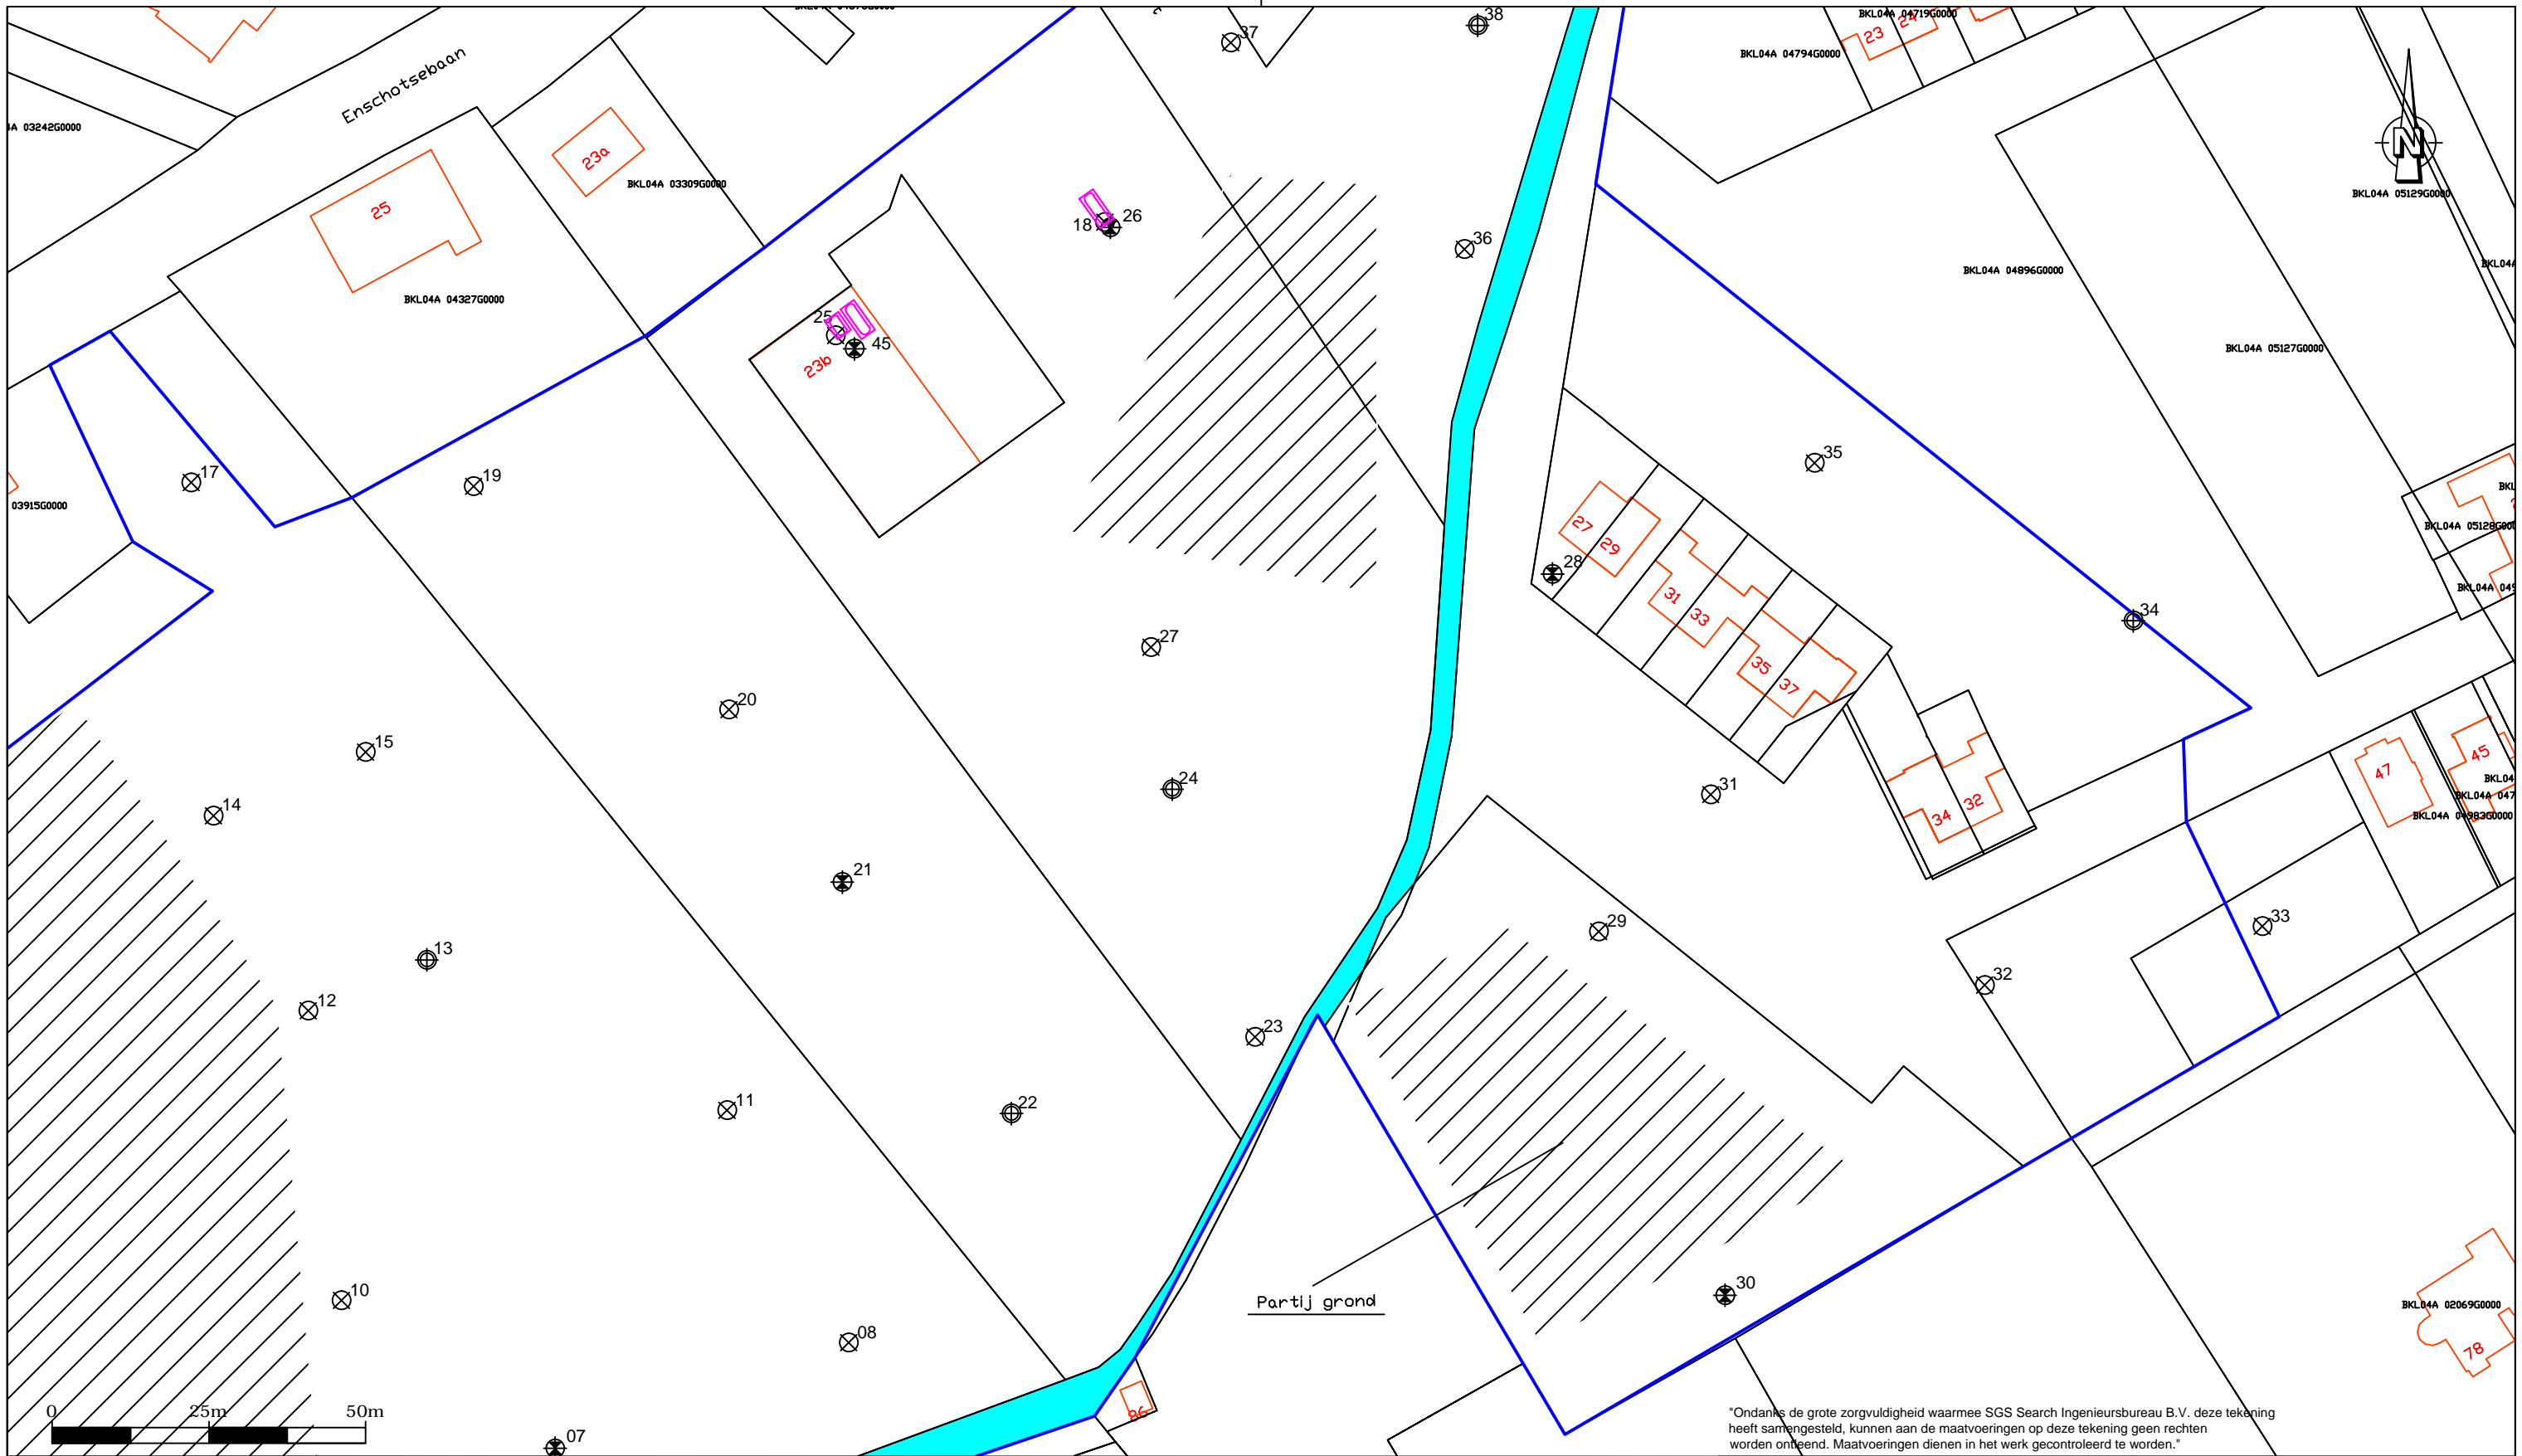 38
37
BKL04A 04719G0000
23
24
BKL04A 04794G0000
Enschotsebaan
03242G0000
23a
BKL04A 03309G0000
N
BKL04A 05129G0000
25
18
26
36
BKL04A 04896G0000
BKL04A 04327G0000
25
45
23b
BKL04A 05127G0000
35
17
19
03915G0000
27
29
BKL04A 05128G000
28
31
33
34
27
35
37
20
15
47
45
24
31
14
34
32
BKL04A 047
BKL04A 04983G0000
21
29
33
13
32
12
23
11
22
30
10
Partij grond
BKL04A 02069G0000
08
78
0
25m
50m
86
07
"Ondanks de grote zorgvuldigheid waarmee SGS Search Ingenieursbureau B.V. deze tekening
heeft samengesteld, kunnen aan de maatvoeringen op deze tekening geen rechten
worden ontleend. Maatvoeringen dienen in het werk gecontroleerd te worden."